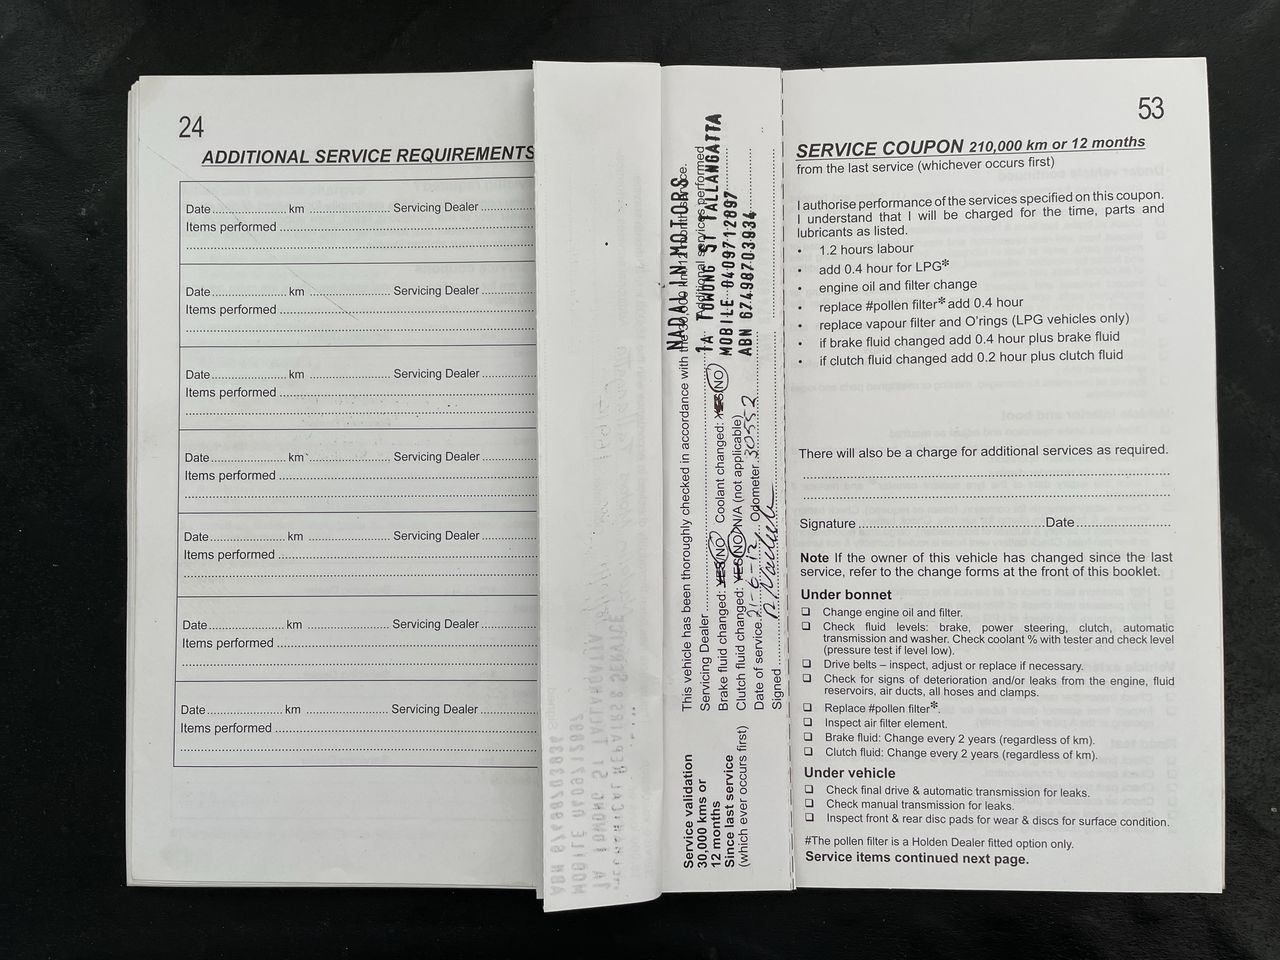 24
ADDITIONAL SERVICE REQUIREMENTS
Date.......................km ........................ Servicing Dealer................
Items performed ...........................................................................
Date.......................km ........................ Servicing Dealer................
Items performed ...........................................................................
Date.......................km ........................ Servicing Dealer................
Items performed ...........................................................................
Date.......................km ........................ Servicing Dealer................
Items performed ...........................................................................
Date.......................km ........................ Servicing Dealer................
Items performed ...........................................................................
Date.......................km ........................ Servicing Dealer................
Items performed ...........................................................................
Date.......................km ........................ Servicing Dealer................
Items performed ...........................................................................
Service validation
30,000 kms or
12 months
Since last service
(which ever occurs first)
This vehicle has been thoroughly checked in accordance with the 30,000 km/12 month service.
Servicing Dealer .............................. Additional services performed
Brake fluid changed: YES/NO Coolant changed: YES/NO
Clutch fluid changed: YES/NO/N/A (not applicable)
Date of service 21-6-12 Odometer 30552
Signed
NADALIN MOTORS
1A TOWONG ST TALLANGATTA
MOBILE 0409712897
ABN 67498703934
53
SERVICE COUPON 210,000 km or 12 months
from the last service (whichever occurs first)
I authorise performance of the services specified on this coupon.
I understand that I will be charged for the time, parts and
lubricants as listed.
• 1.2 hours labour
• add 0.4 hour for LPG*
• engine oil and filter change
• replace #pollen filter* add 0.4 hour
• replace vapour filter and O'rings (LPG vehicles only)
• if brake fluid changed add 0.4 hour plus brake fluid
• if clutch fluid changed add 0.2 hour plus clutch fluid
There will also be a charge for additional services as required.
Signature ......................................................Date...........................
Note If the owner of this vehicle has changed since the last
service, refer to the change forms at the front of this booklet.
Under bonnet
❑ Change engine oil and filter.
❑ Check fluid levels: brake, power steering, clutch, automatic
transmission and washer. Check coolant % with tester and check level
(pressure test if level low).
❑ Drive belts – inspect, adjust or replace if necessary.
❑ Check for signs of deterioration and/or leaks from the engine, fluid
reservoirs, air ducts, all hoses and clamps.
❑ Replace #pollen filter*.
❑ Inspect air filter element.
❑ Brake fluid: Change every 2 years (regardless of km).
❑ Clutch fluid: Change every 2 years (regardless of km).
Under vehicle
❑ Check final drive & automatic transmission for leaks.
❑ Check manual transmission for leaks.
❑ Inspect front & rear disc pads for wear & discs for surface condition.
#The pollen filter is a Holden Dealer fitted option only.
Service items continued next page.